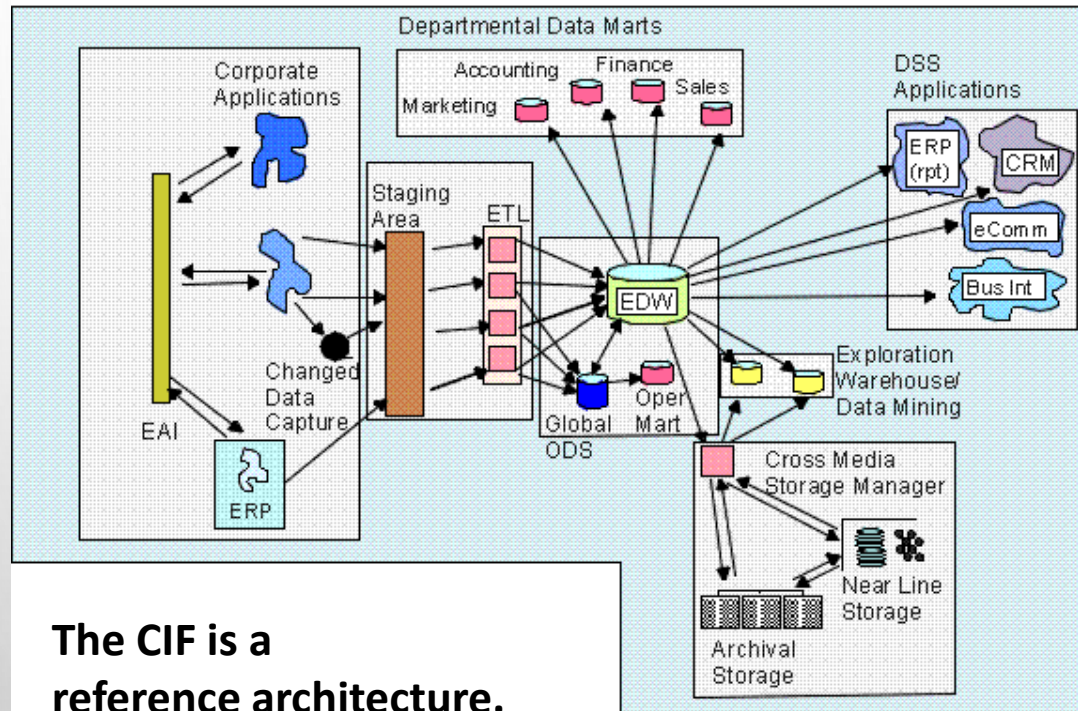 Departmental Data Marts
Accounting
Finance
Marketing
Sales
Corporate
Applications
DSS
Applications
ERP
(rpt)
CRM
eComm
Bus Int
Staging
Area
ETL
EDW
Changed
Data
Capture
EAI
ERP
Global
ODS
Oper
Mart
Exploration
Warehouse/
Data Mining
Cross Media
Storage Manager
Near Line
Storage
Archival
Storage
The CIF is a
reference architecture.